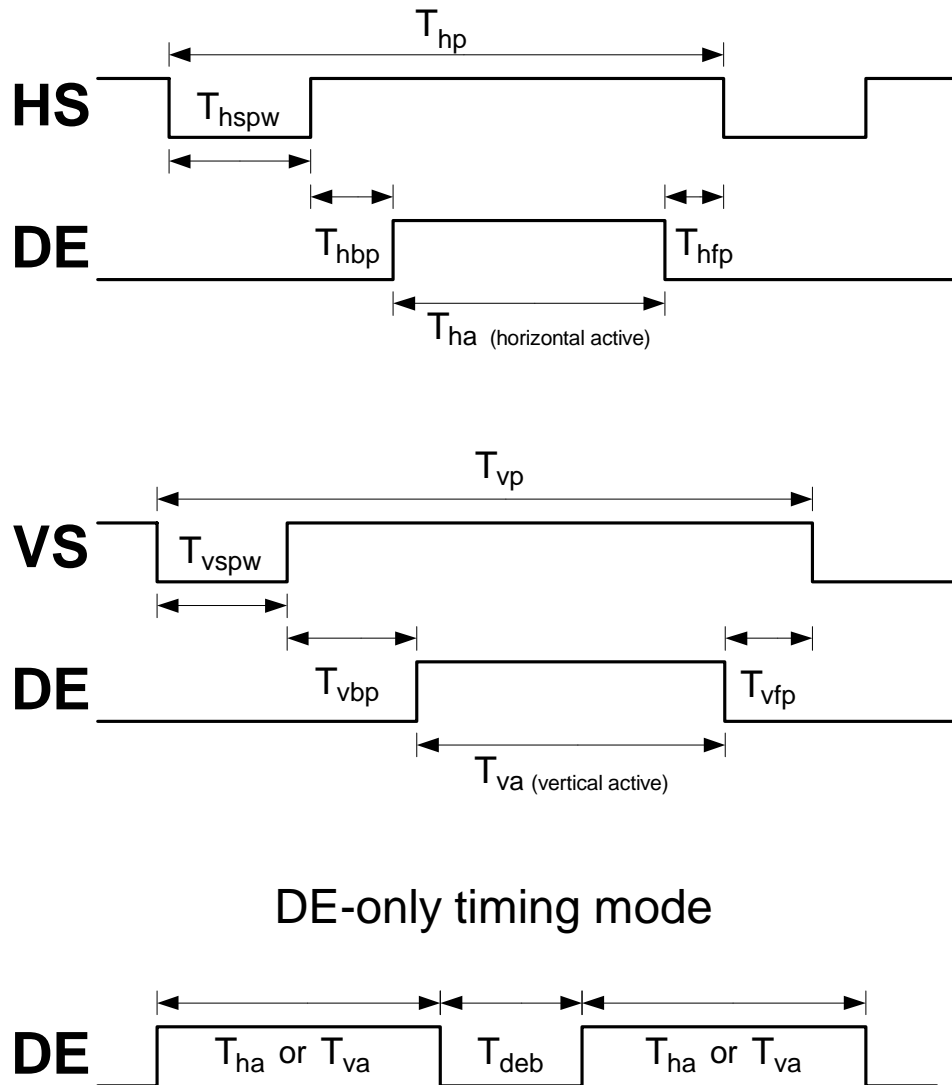 Thp
HS
Thspw
DE
Thbp
Thfp
Tha (horizontal active)
Tvp
VS
Tvspw
DE
Tvbp
Tvfp
Tva (vertical active)
DE-only timing mode
DE
Tha or Tva
Tdeb
Tha or Tva